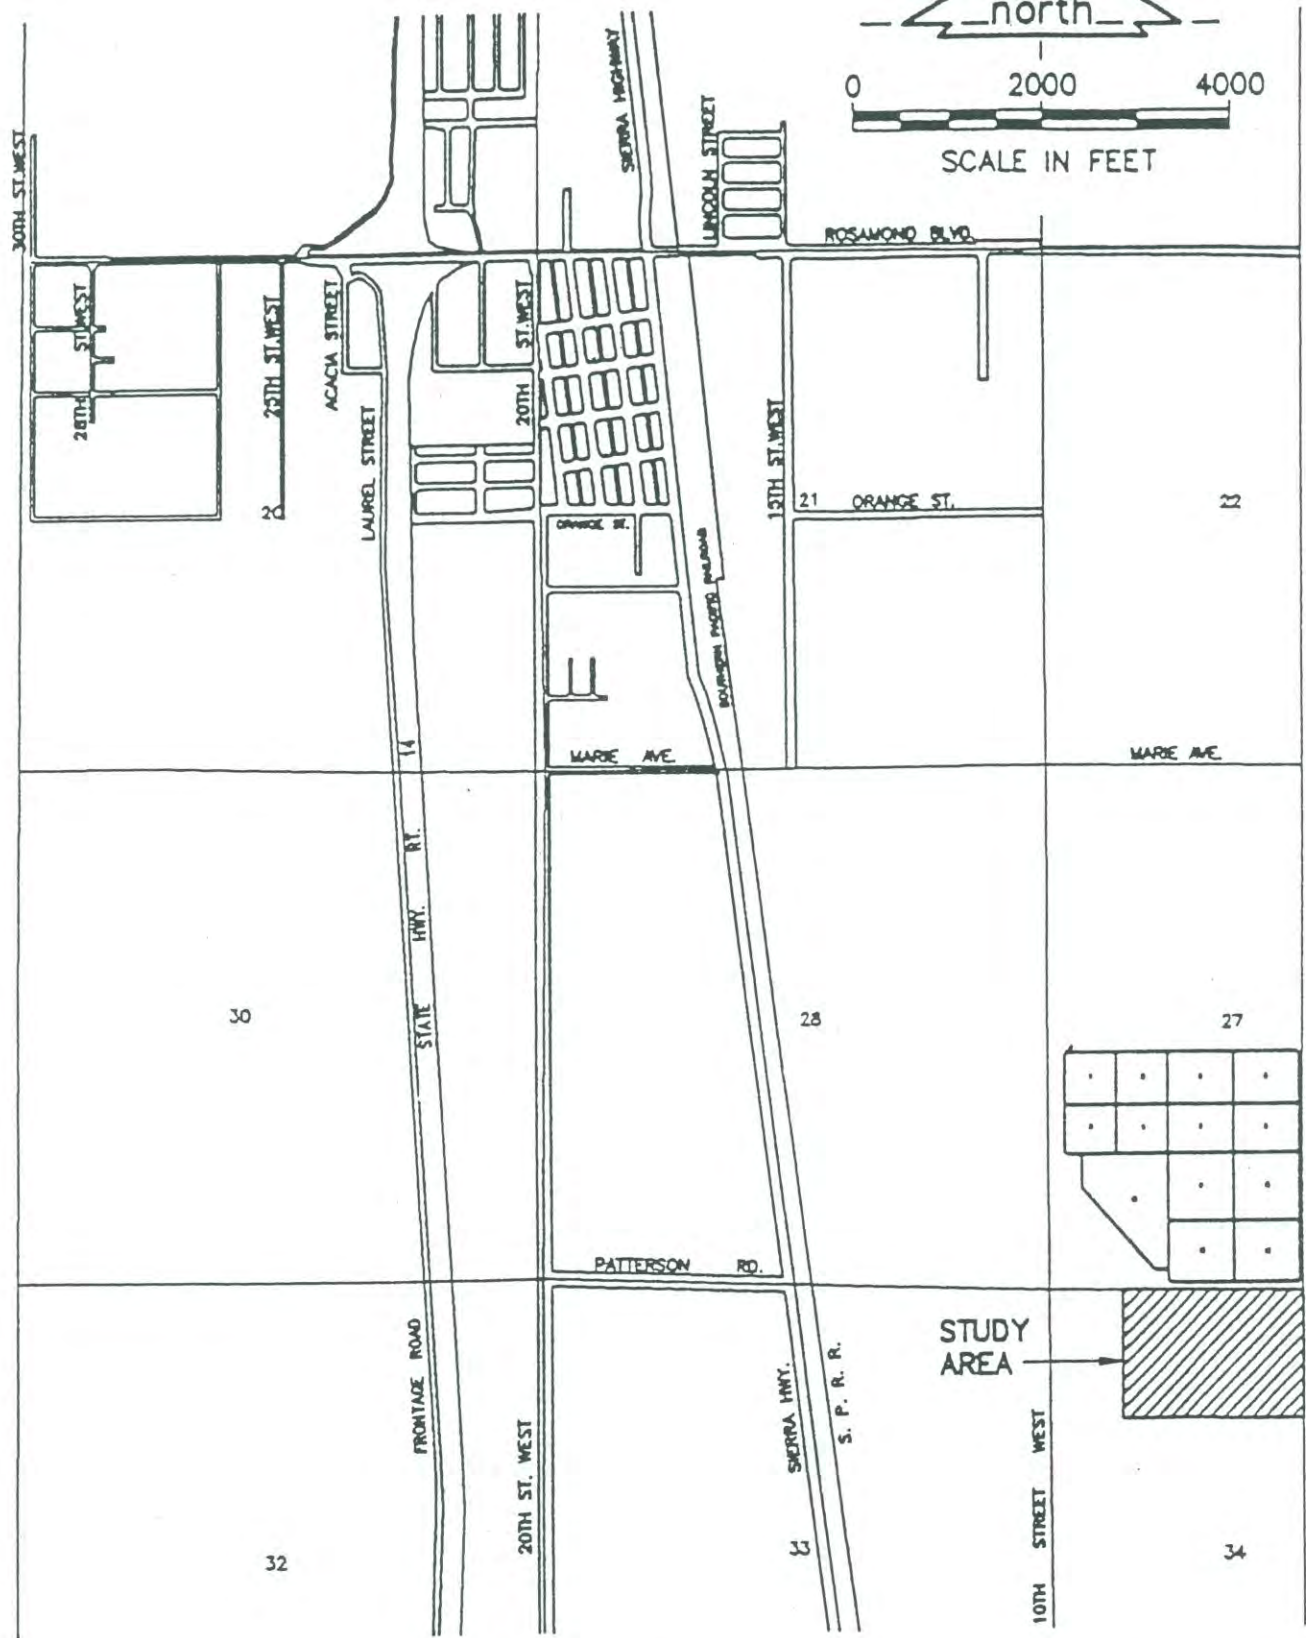 north
0 2000 4000
SCALE IN FEET
30TH ST. WEST
SIERRA HIGHWAY
LINCOLN STREET
ROSAMOND BLVD.
28TH ST. WEST
25TH ST. WEST
ACACIA STREET
LAUREL STREET
20TH ST. WEST
15TH ST. WEST
20
ORANGE ST.
21
ORANGE ST.
22
SOUTHERN PACIFIC RAILROAD
MARIE AVE.
MARIE AVE.
STATE HWY. RT. 14
30
28
27
PATTERSON RD.
STUDY
AREA
FRONTAGE ROAD
20TH ST. WEST
SIERRA HWY.
S. P. R. R.
10TH STREET WEST
32
33
34